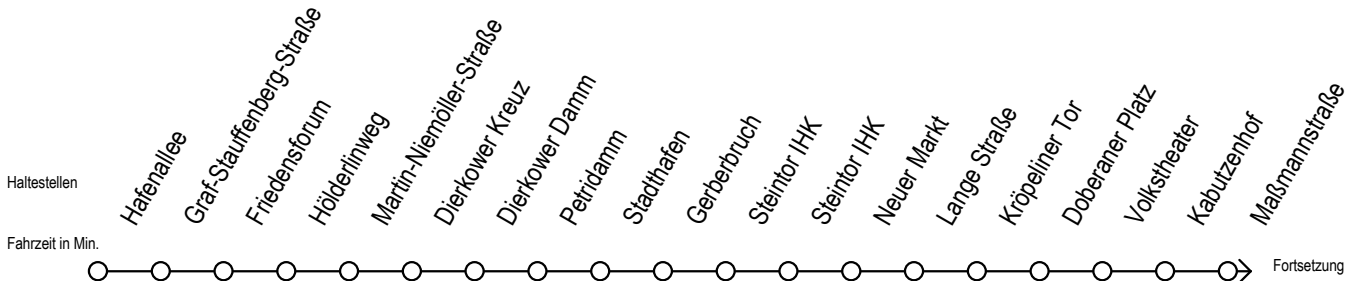 Haltestellen
Hafenallee
Graf-Stauffenberg-Straße
Friedensforum
Hölderlinweg
Martin-Niemöller-Straße
Dierkower Kreuz
Dierkower Damm
Petridamm
Stadthafen
Gerberbruch
Steintor IHK
Steintor IHK
Neuer Markt
Lange Straße
Kröpeliner Tor
Doberaner Platz
Volkstheater
Kabutzenhof
Maßmannstraße
Fahrzeit in Min.
Fortsetzung